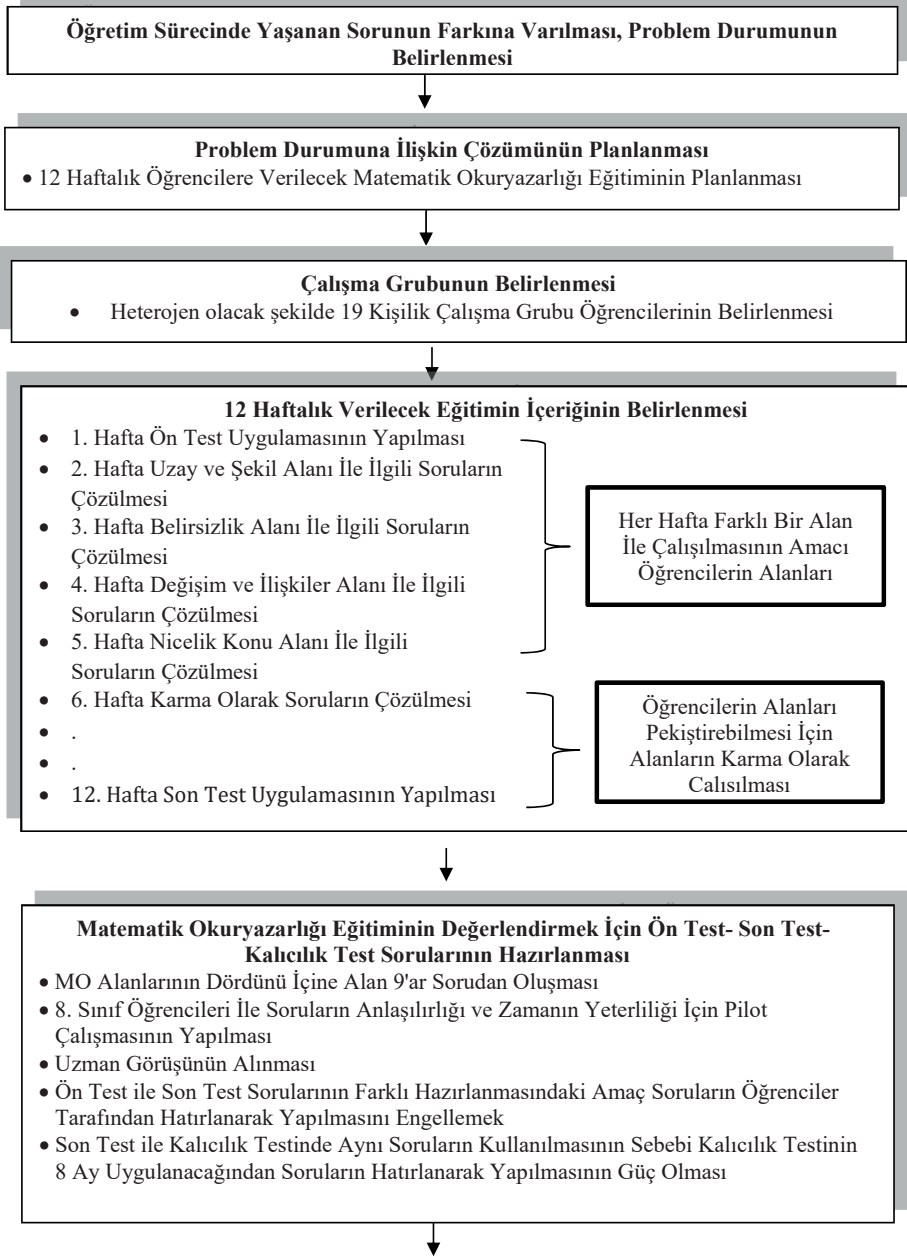 Öğretim Sürecinde Yaşanan Sorunun Farkına Varılması, Problem Durumunun
Belirlenmesi
Problem Durumuna İlişkin Çözümünün Planlanması
• 12 Haftalık Öğrencilere Verilecek Matematik Okuryazarlığı Eğitiminin Planlanması
Çalışma Grubunun Belirlenmesi
• Heterojen olacak şekilde 19 Kişilik Çalışma Grubu Öğrencilerinin Belirlenmesi
12 Haftalık Verilecek Eğitimin İçeriğinin Belirlenmesi
• 1. Hafta Ön Test Uygulamasının Yapılması
• 2. Hafta Uzay ve Şekil Alanı İle İlgili Soruların
Çözülmesi
• 3. Hafta Belirsizlik Alanı İle İlgili Soruların
Çözülmesi
• 4. Hafta Değişim ve İlişkiler Alanı İle İlgili
Soruların Çözülmesi
• 5. Hafta Nicelik Konu Alanı İle İlgili
Soruların Çözülmesi
• 6. Hafta Karma Olarak Soruların Çözülmesi
• .
• .
• 12. Hafta Son Test Uygulamasının Yapılması
Her Hafta Farklı Bir Alan
İle Çalışılmasının Amacı
Öğrencilerin Alanları
Öğrencilerin Alanları
Pekiştirebilmesi İçin
Alanların Karma Olarak
Calısılması
Matematik Okuryazarlığı Eğitiminin Değerlendirmek İçin Ön Test- Son Test-
Kalıcılık Test Sorularının Hazırlanması
• MO Alanlarının Dördünü İçine Alan 9'ar Sorudan Oluşması
• 8. Sınıf Öğrencileri İle Soruların Anlaşılırlığı ve Zamanın Yeterliliği İçin Pilot
Çalışmasının Yapılması
• Uzman Görüşünün Alınması
• Ön Test ile Son Test Sorularının Farklı Hazırlanmasındaki Amaç Soruların Öğrenciler
Tarafından Hatırlanarak Yapılmasını Engellemek
• Son Test ile Kalıcılık Testinde Aynı Soruların Kullanılmasının Sebebi Kalıcılık Testinin
8 Ay Uygulanacağından Soruların Hatırlanarak Yapılmasının Güç Olması